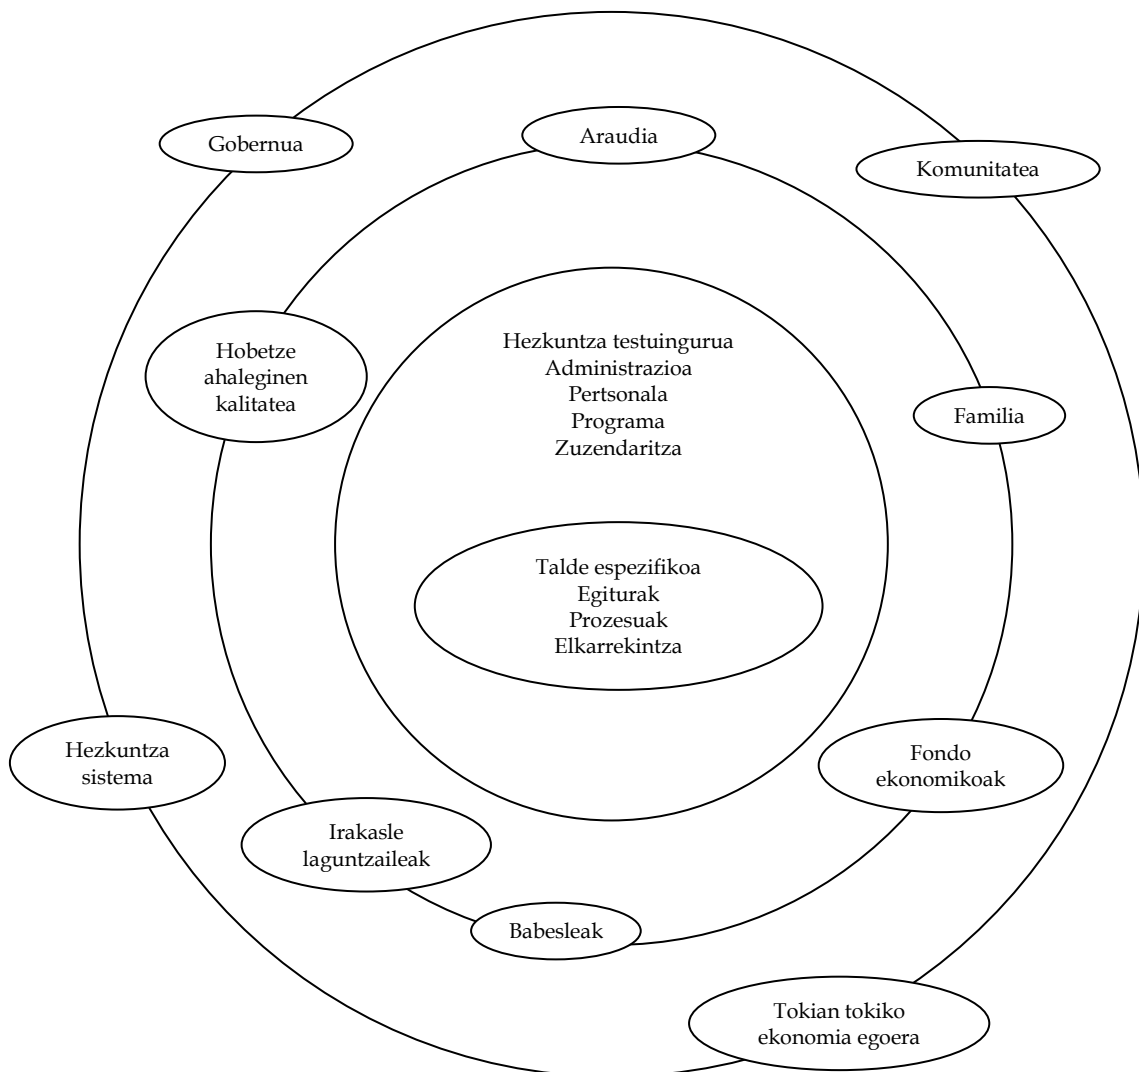 Gobernua
Araudia
Komunitatea
Hobetze
ahaleginen
kalitatea
Hezkuntza testuingurua
Administrazioa
Pertsonala
Programa
Zuzendaritza
Familia
Talde espezifikoa
Egiturak
Prozesuak
Elkarrekintza
Hezkuntza
sistema
Fondo
ekonomikoak
Irakasle
laguntzaileak
Babesleak
Tokian tokiko
ekonomia egoera